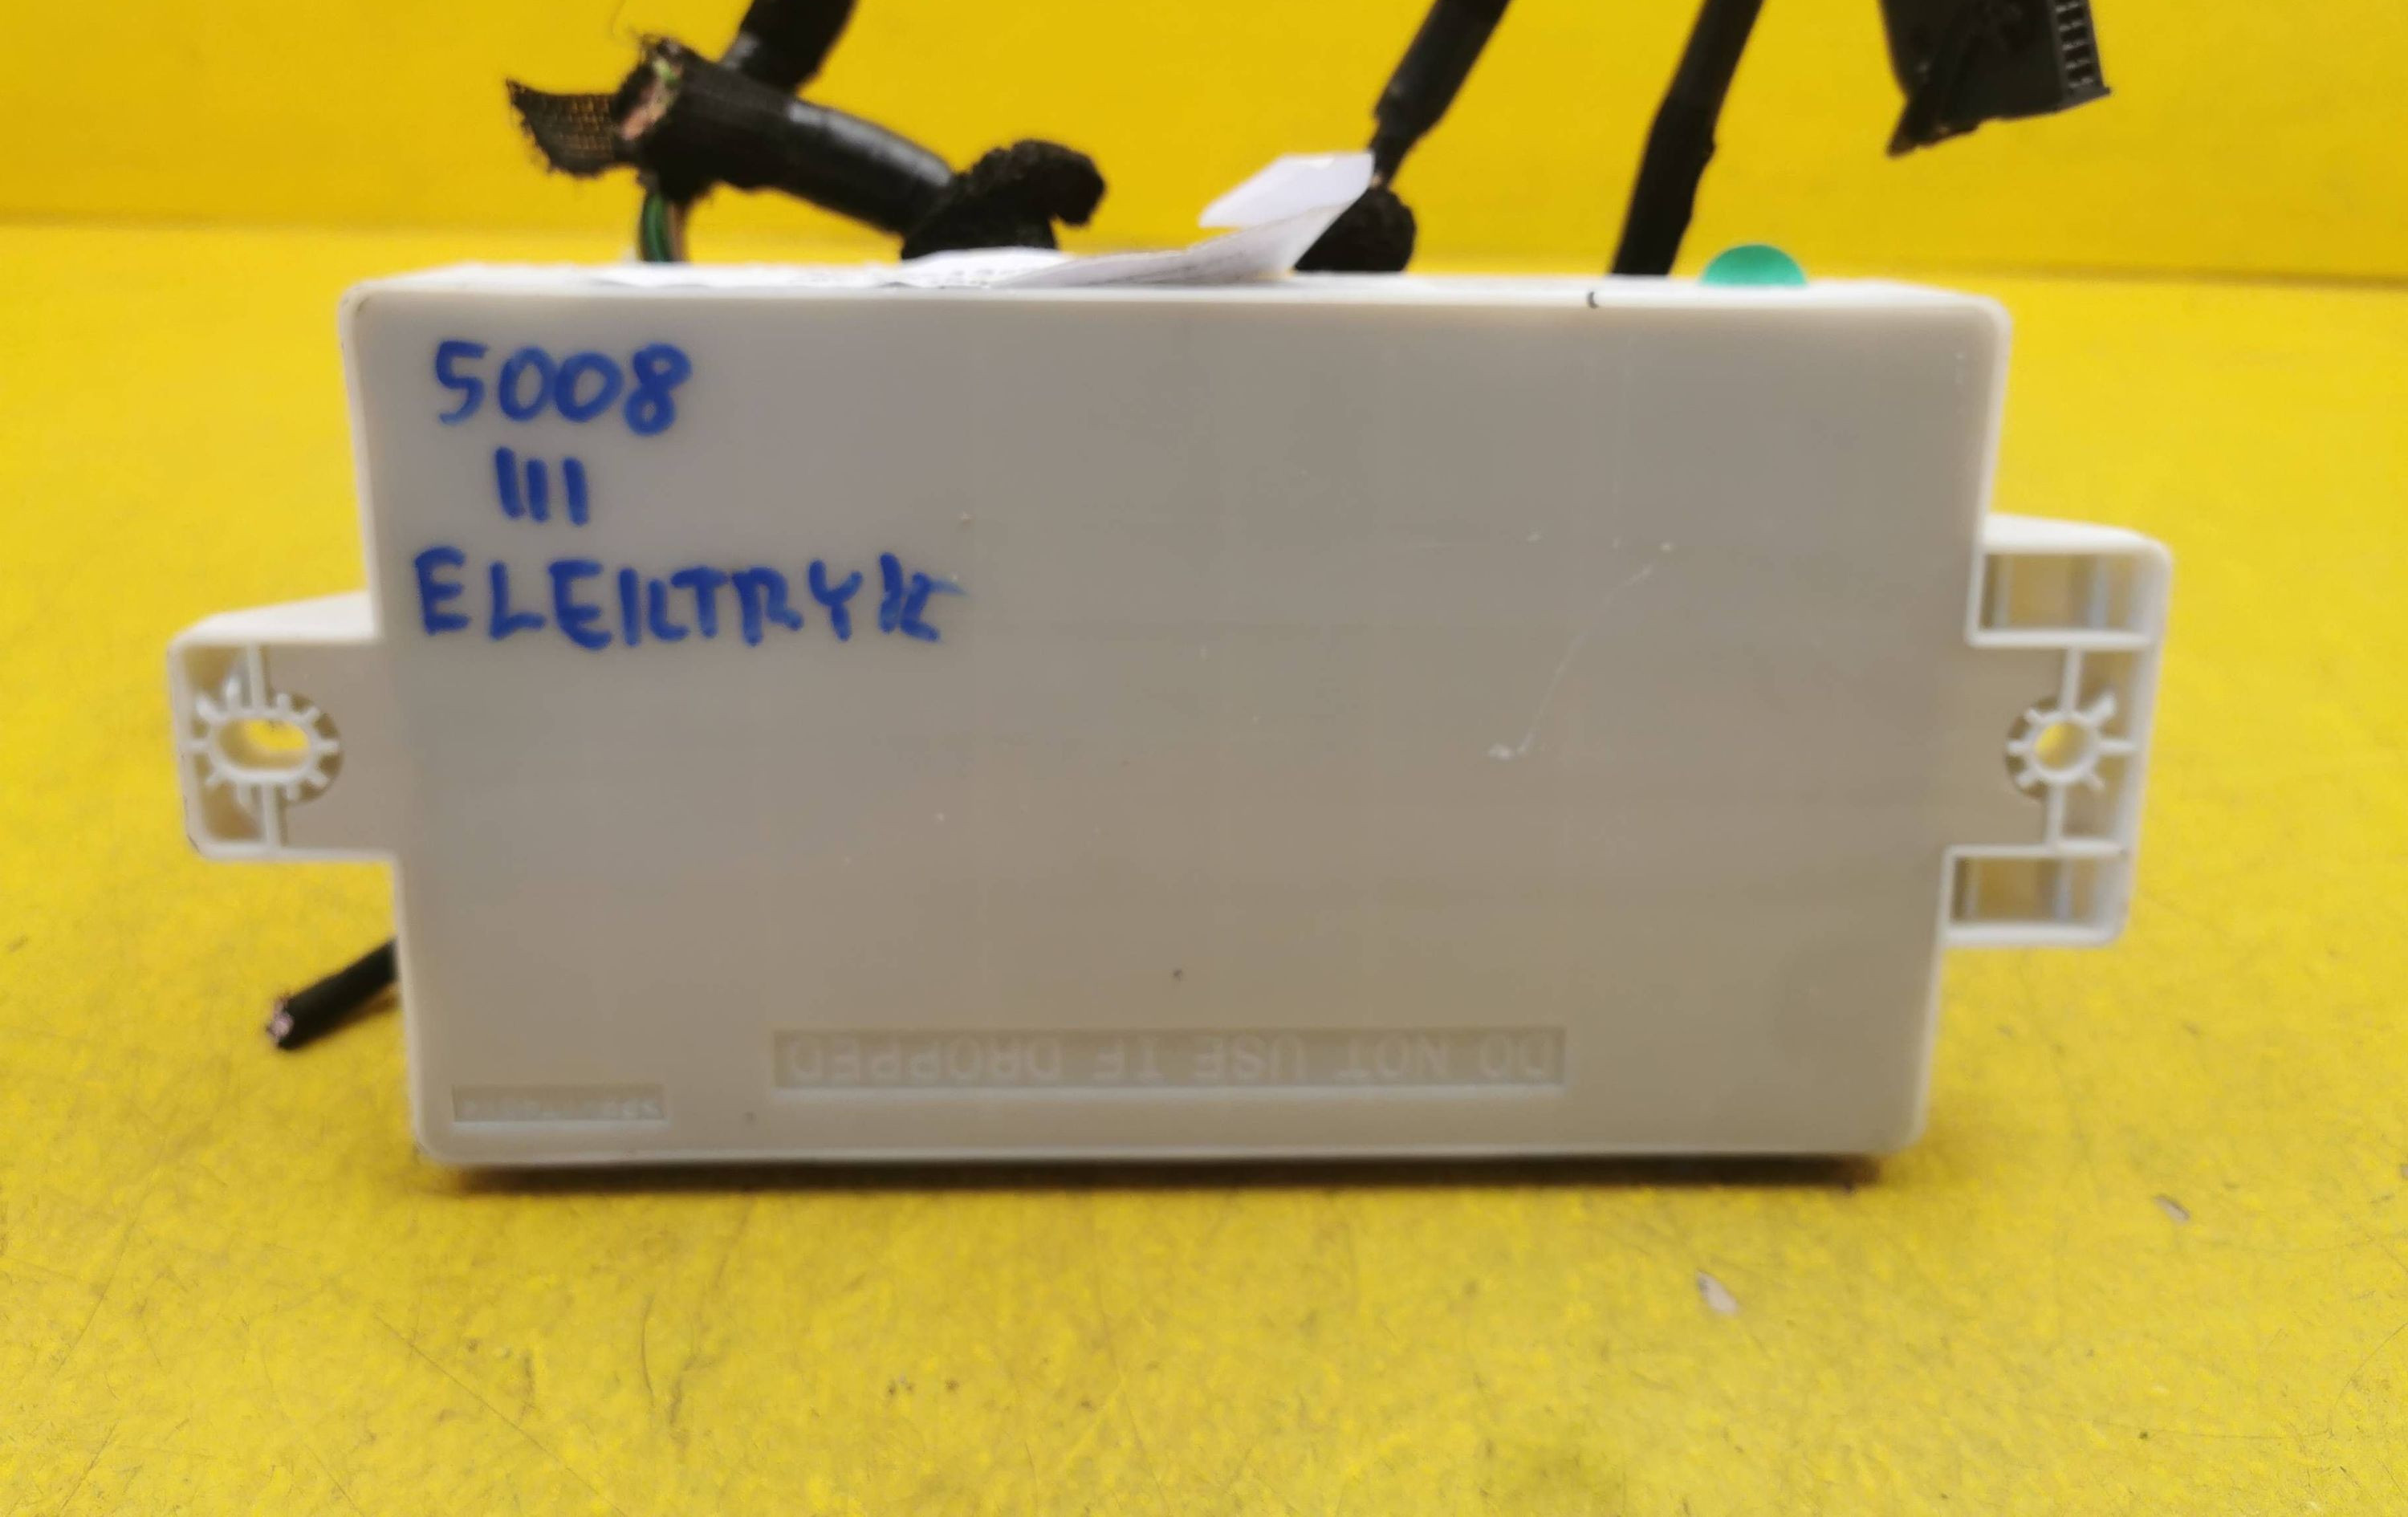 5008
III
ELEKTRYK
DO NOT USE IF DROPPED